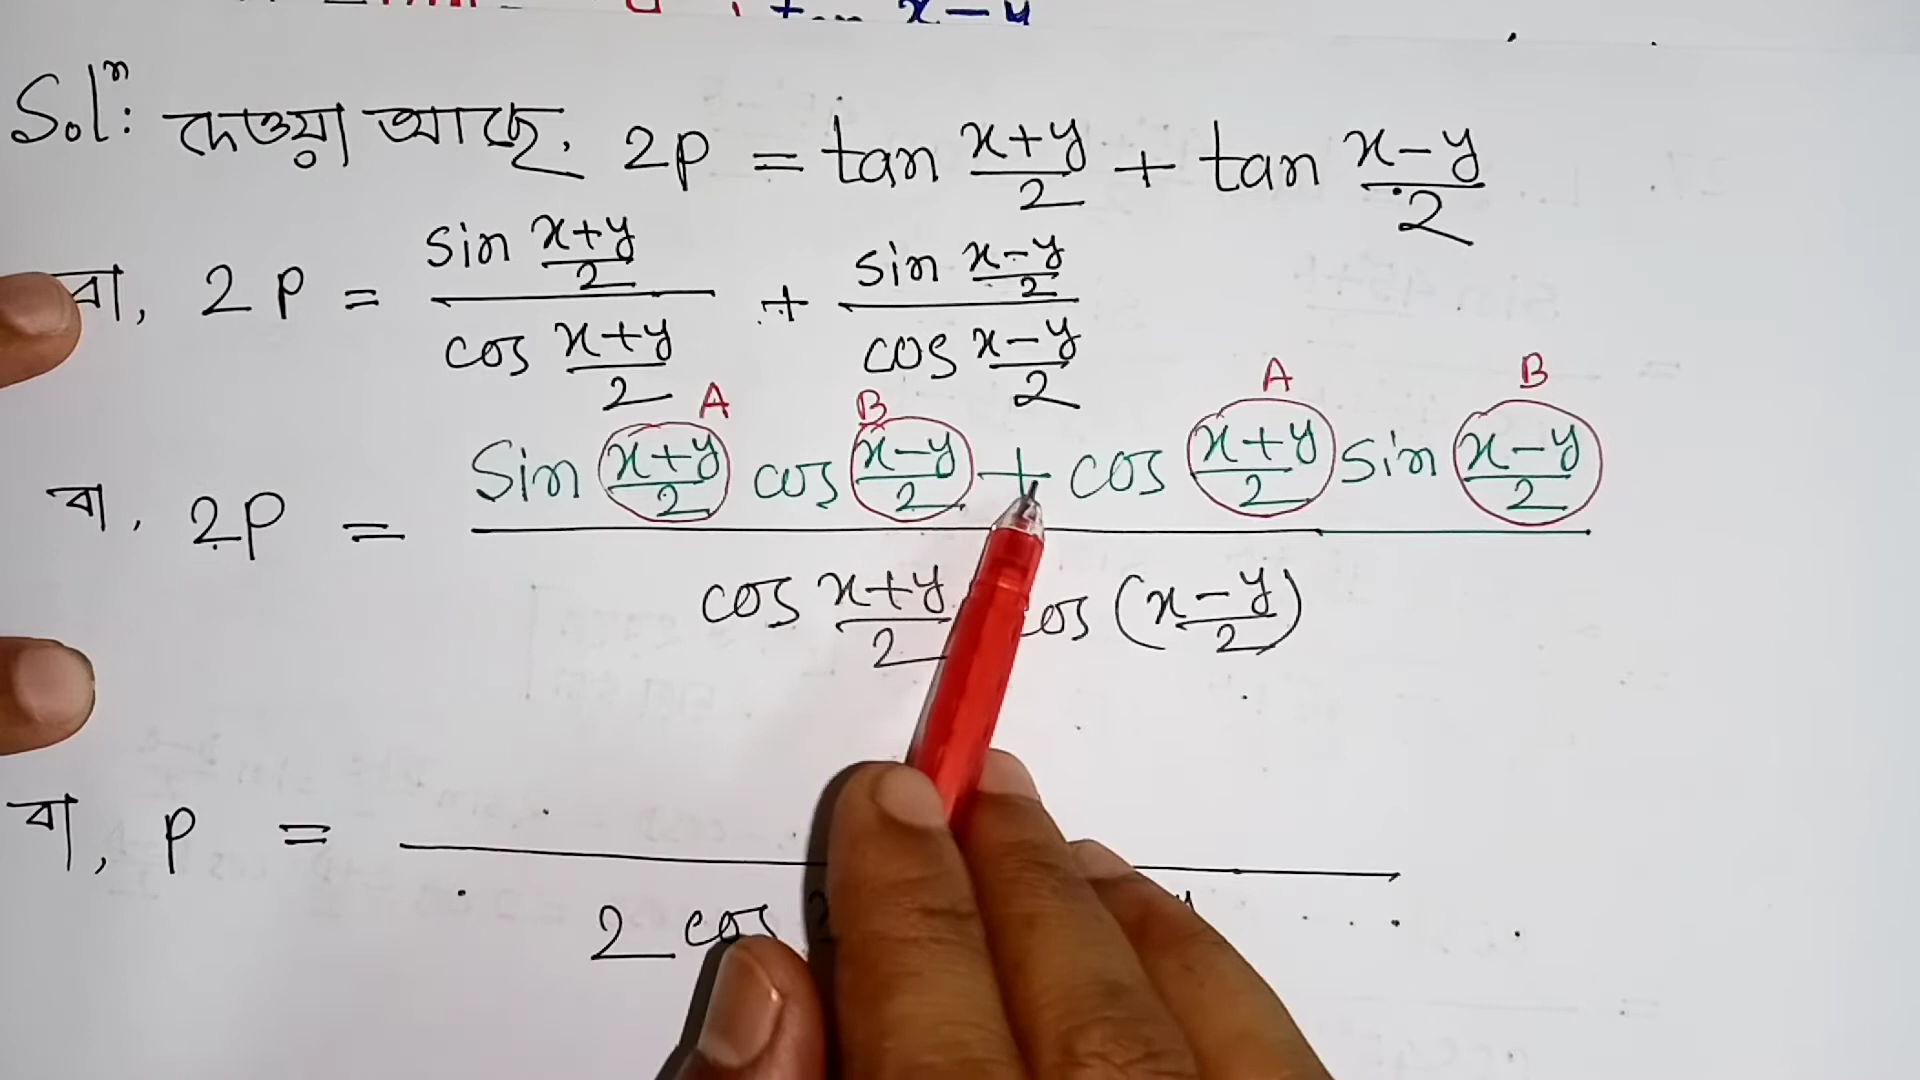 x-y
Solⁿ: দেওয়া আছে, 2P = tan (x+y)/2 + tan (x-y)/2
বা, 2P = (sin (x+y)/2)/(cos (x+y)/2) + (sin (x-y)/2)/(cos (x-y)/2)
A B A B
বা, 2P = (Sin (x+y)/2 cos (x-y)/2 + cos (x+y)/2 sin (x-y)/2)/(cos (x+y)/2 cos (x-y)/2)
বা, P =
2 cos